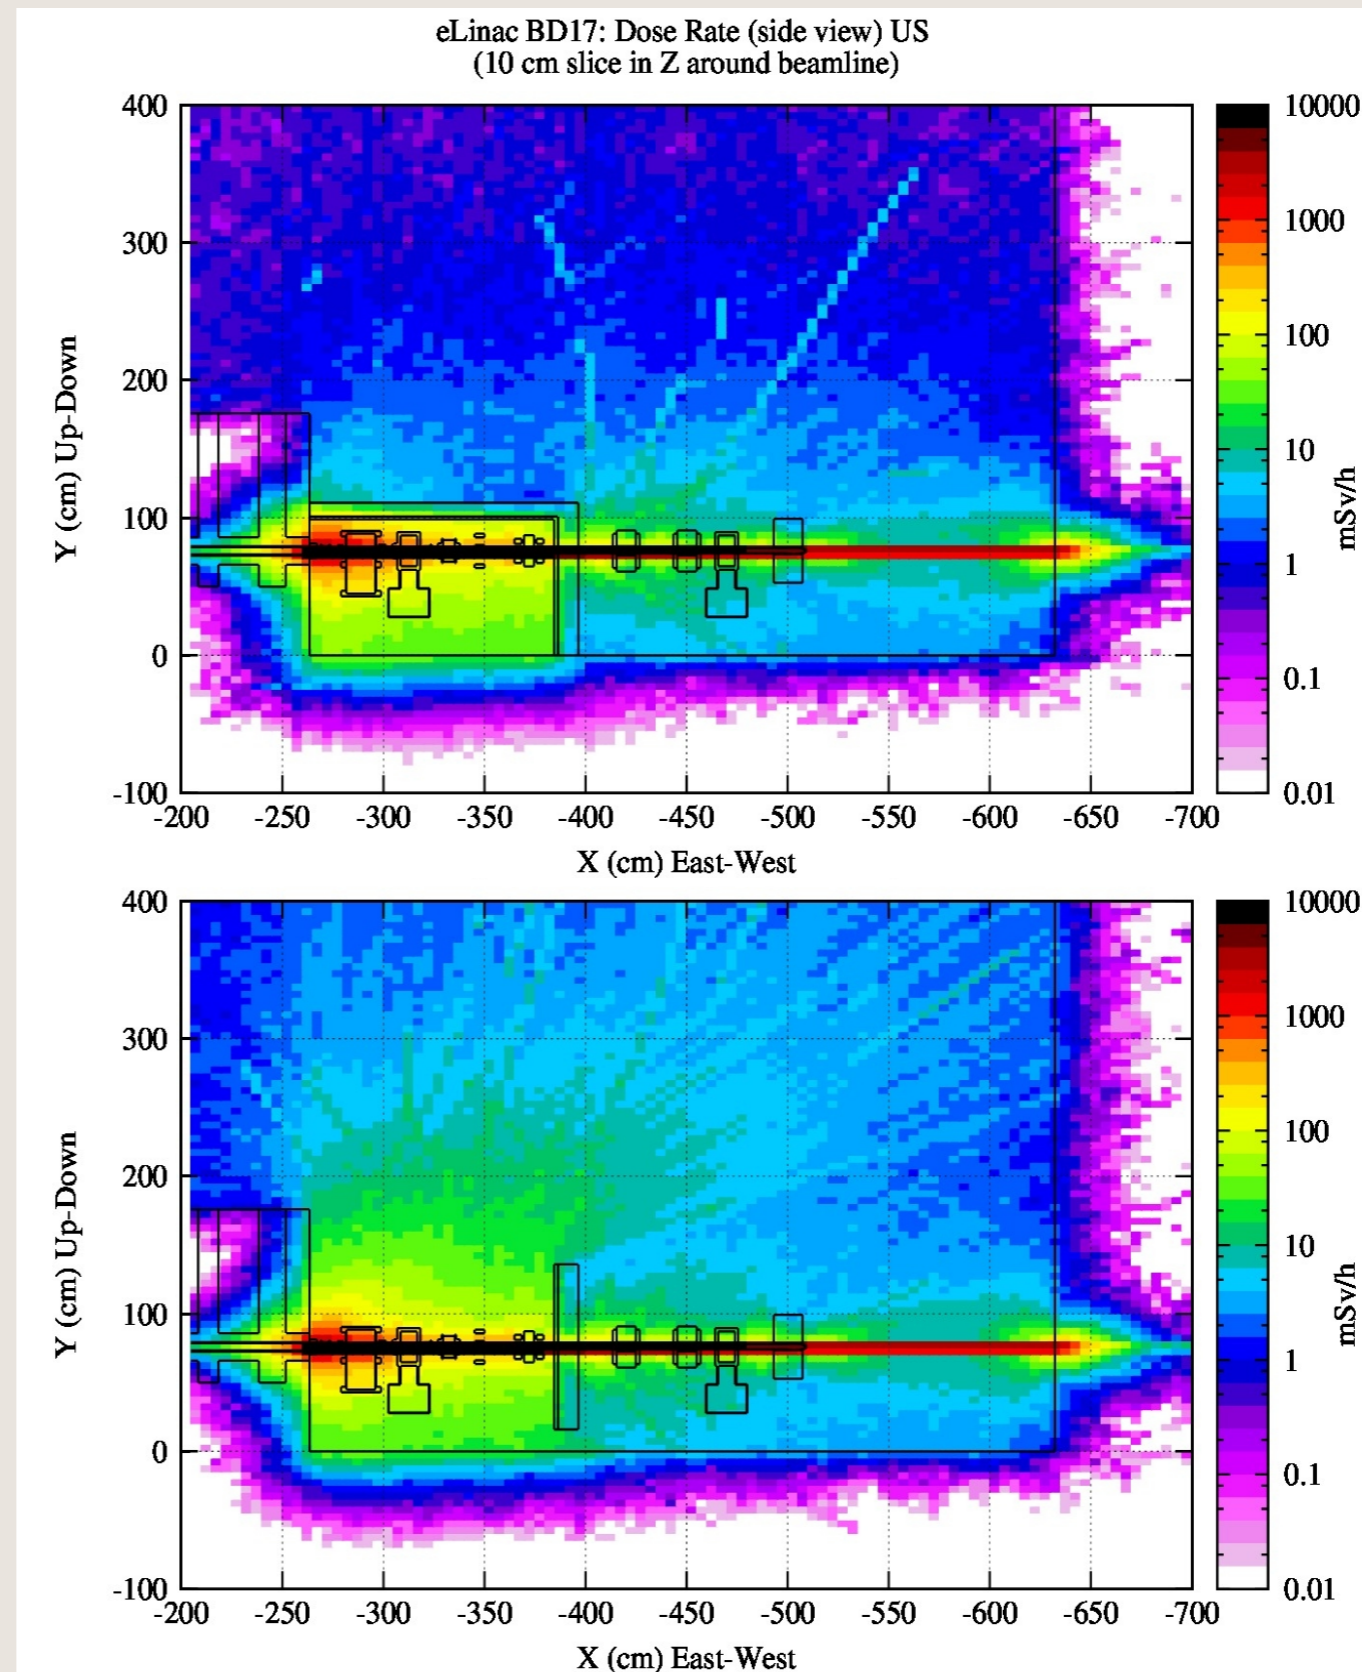 eLinac BD17: Dose Rate (side view) US
(10 cm slice in Z around beamline)
400
300
200
100
0
-100
Y (cm) Up-Down
-200 -250 -300 -350 -400 -450 -500 -550 -600 -650 -700
X (cm) East-West
10000
1000
100
10
1
0.1
0.01
mSv/h
400
300
200
100
0
-100
Y (cm) Up-Down
-200 -250 -300 -350 -400 -450 -500 -550 -600 -650 -700
X (cm) East-West
10000
1000
100
10
1
0.1
0.01
mSv/h